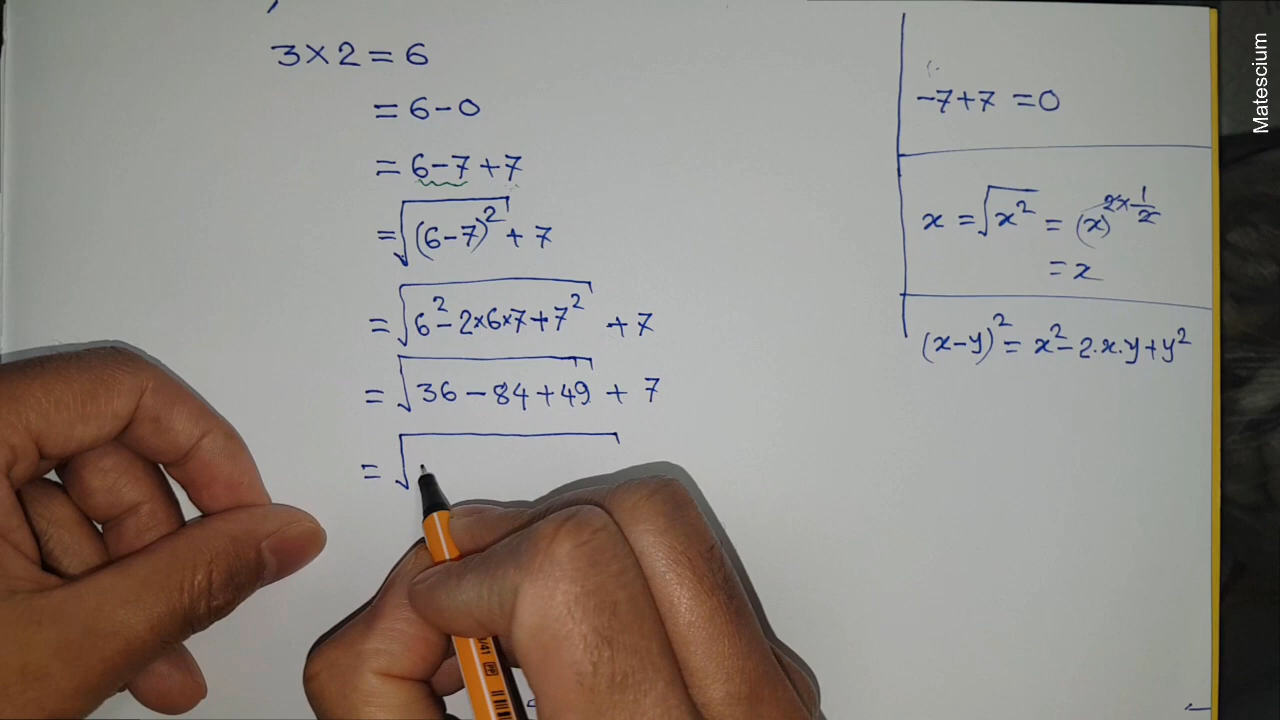 3×2=6
=6-0
=6-7+7
=√(6-7)²+7
=√6²-2×6×7+7²+7
=√36-84+49+7
=√
-7+7=0
x=√x²=(x)^2×1/2
=x
(x-y)²=x²-2.x.y+y²
Matescium